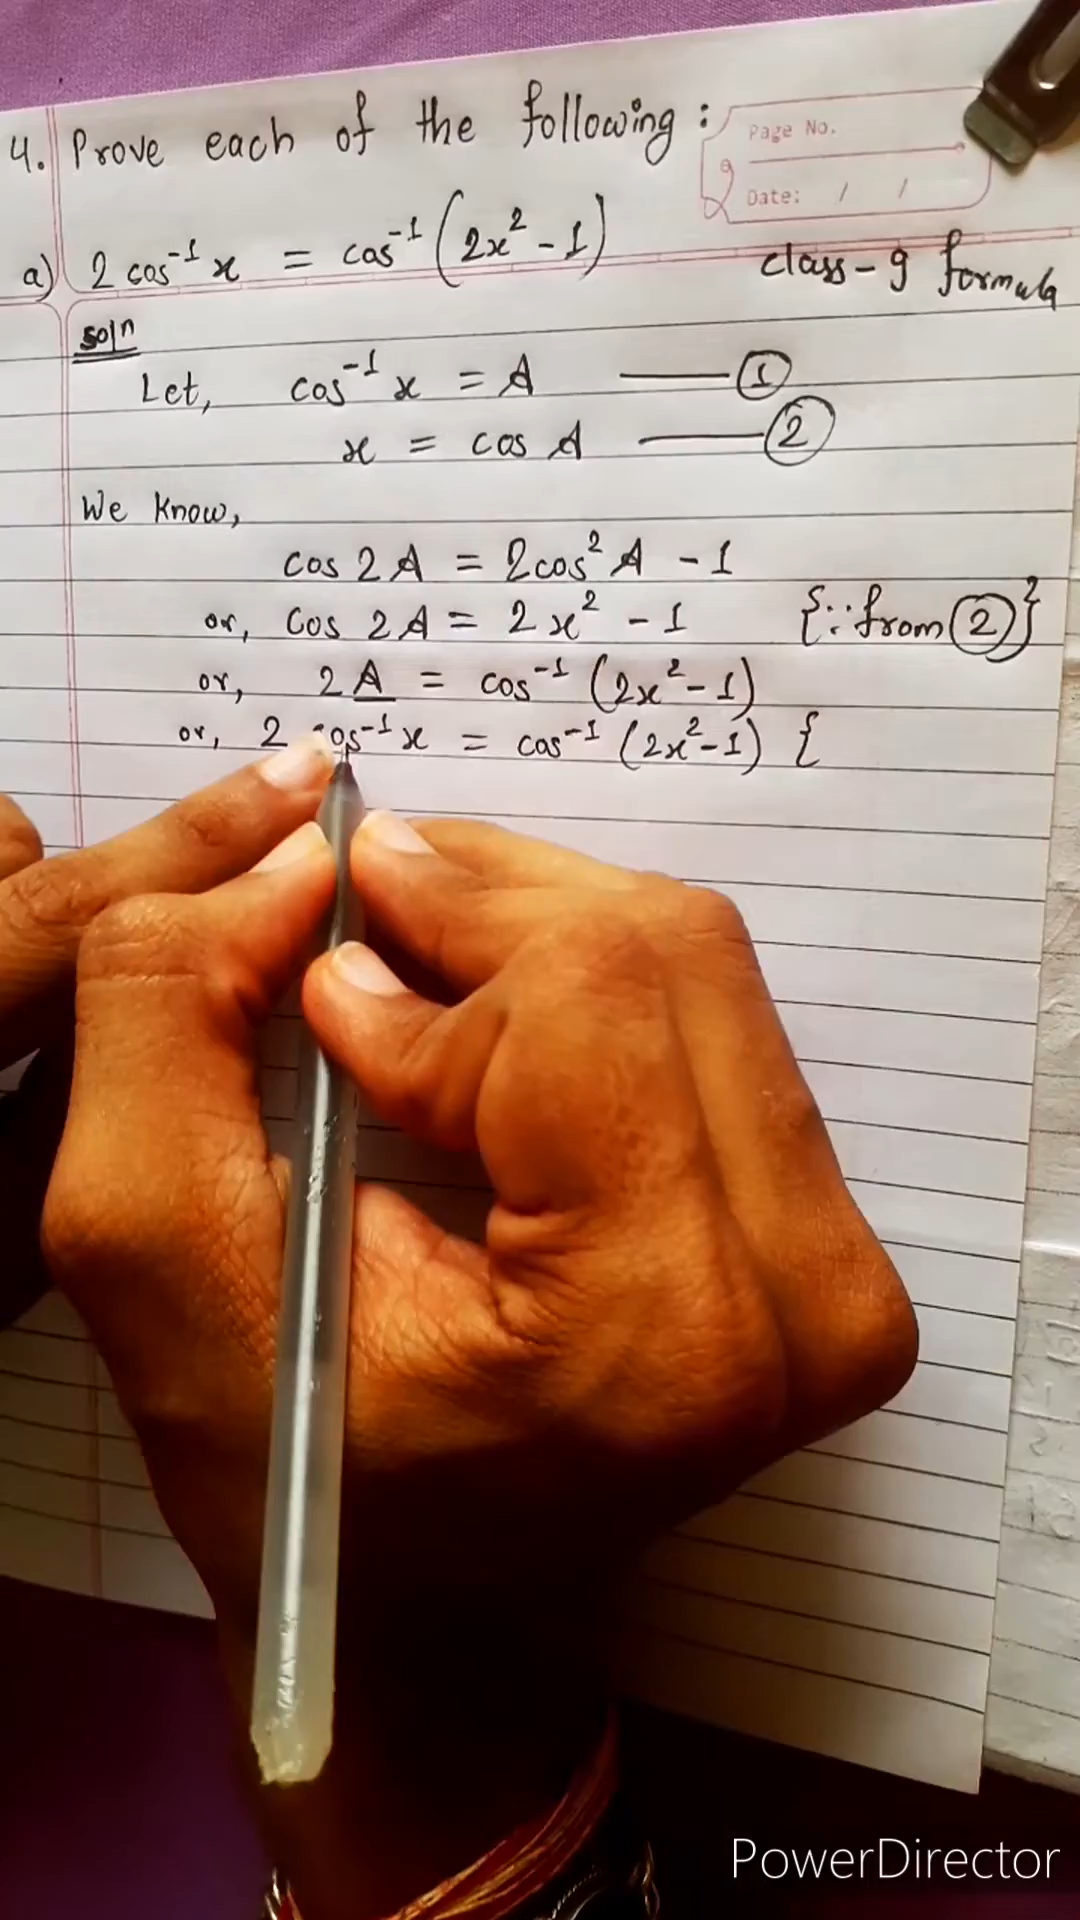 4. Prove each of the following :
Page No.
Date: / /
a) 2 cos⁻¹ x = cos⁻¹ (2x² - 1)
class-9 formula
soln
Let, cos⁻¹ x = A —— ①
x = cos A —— ②
We Know,
cos 2A = 2cos² A - 1
or, cos 2A = 2x² - 1 {∵from ②}
or, 2A = cos⁻¹ (2x² - 1)
or, 2 cos⁻¹ x = cos⁻¹ (2x² - 1) {
PowerDirector